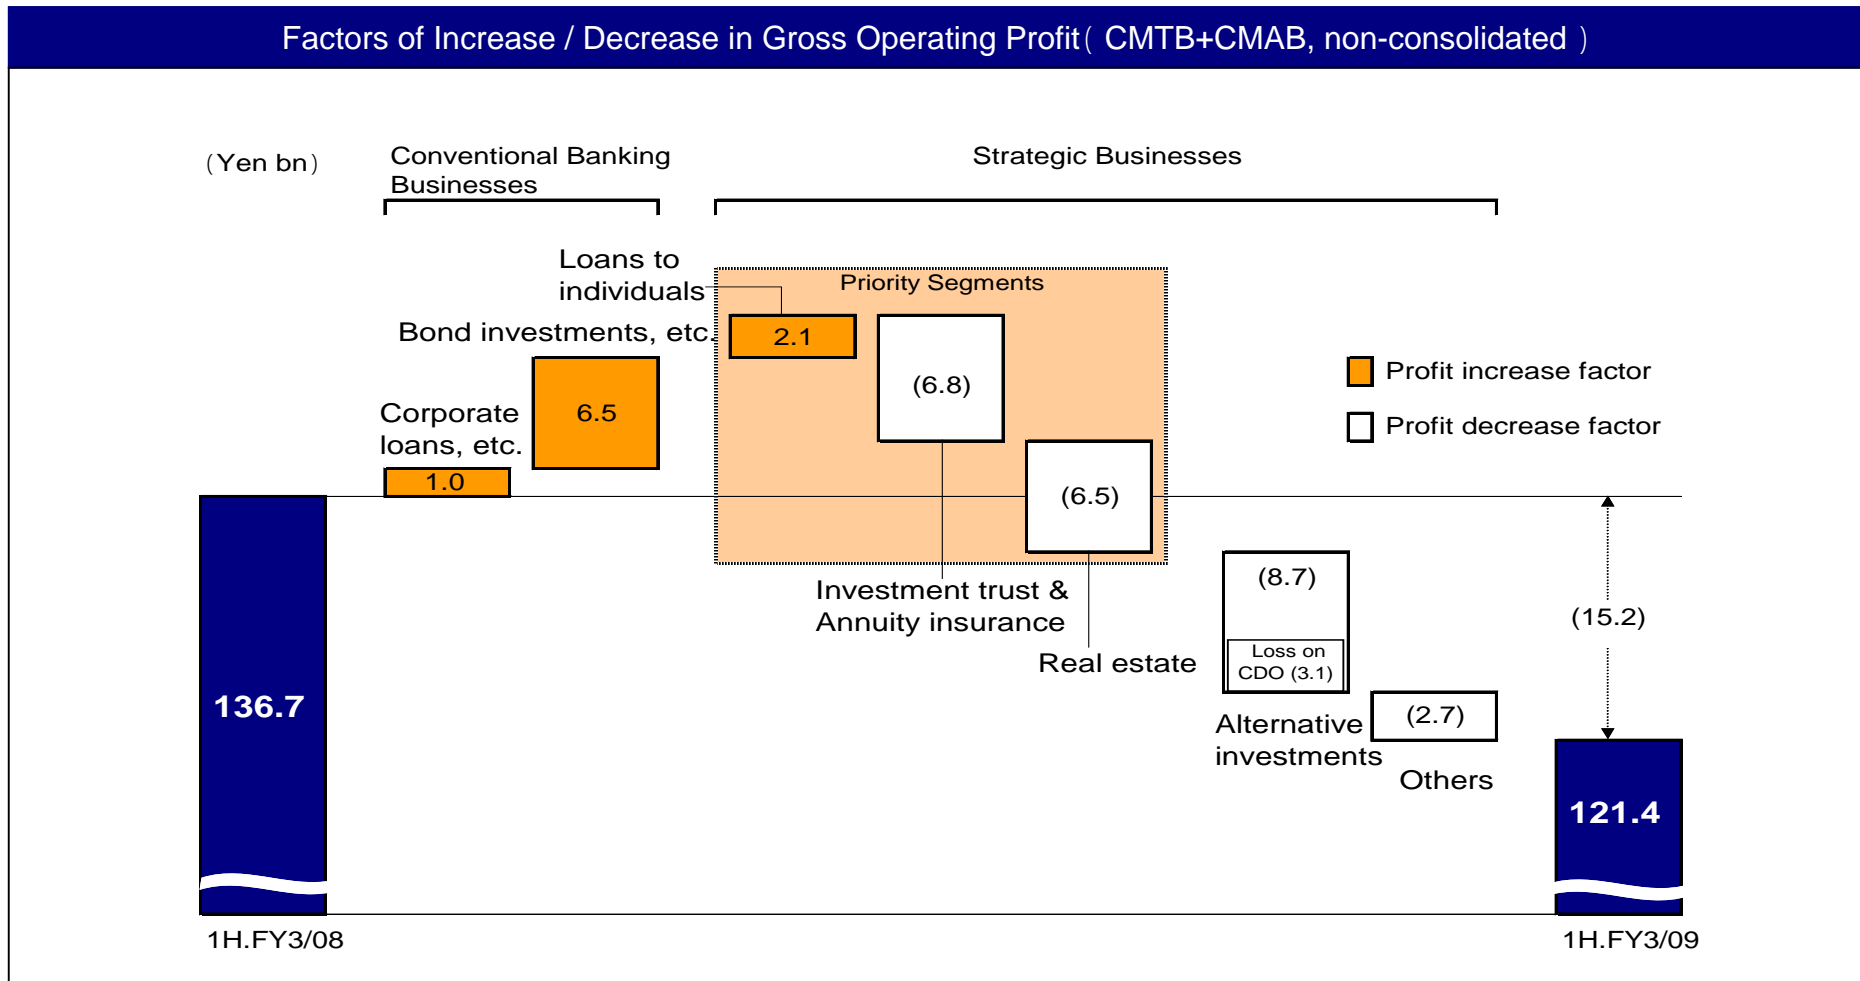 Factors of Increase / Decrease in Gross Operating Profit( CMTB+CMAB, non-consolidated )
(Yen bn)
Conventional Banking
Businesses
Strategic Businesses
Loans to
individuals
Priority Segments
Bond investments, etc.
2.1
(6.8)
Profit increase factor
Corporate
loans, etc.
6.5
Profit decrease factor
1.0
(6.5)
Investment trust &
Annuity insurance
(8.7)
(15.2)
Real estate
Loss on
CDO (3.1)
136.7
Alternative
investments
(2.7)
Others
121.4
1H.FY3/08
1H.FY3/09